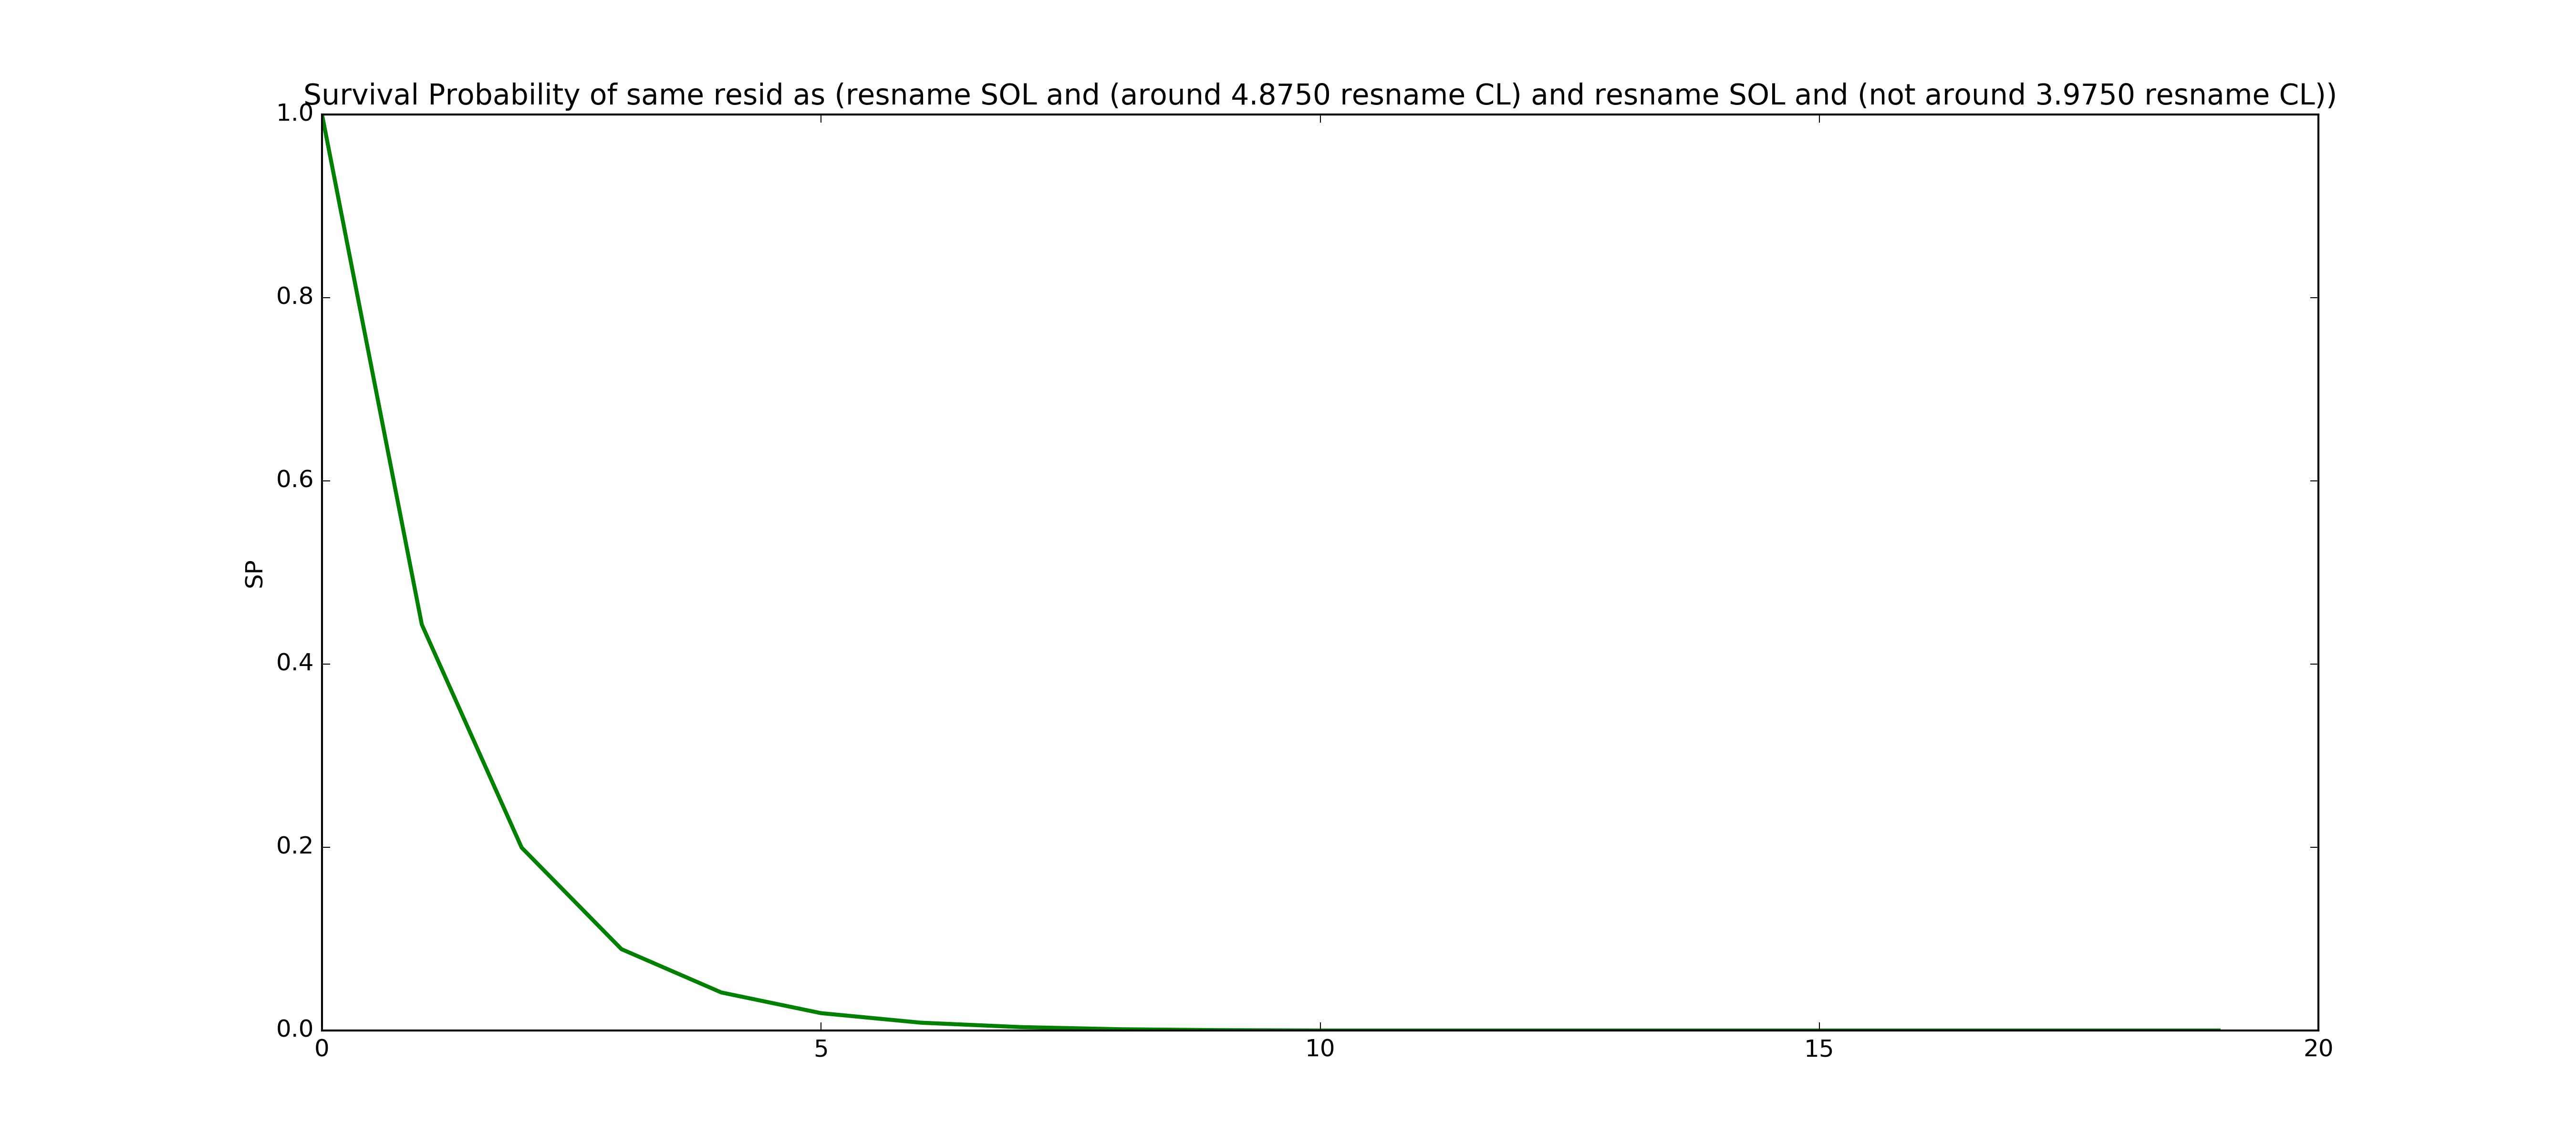 Survival Probability of same resid as (resname SOL and (around 4.8750 resname CL) and resname SOL and (not around 3.9750 resname CL))
1.0
0.8
0.6
SP
0.4
0.2
0.0
0 5 10 15 20